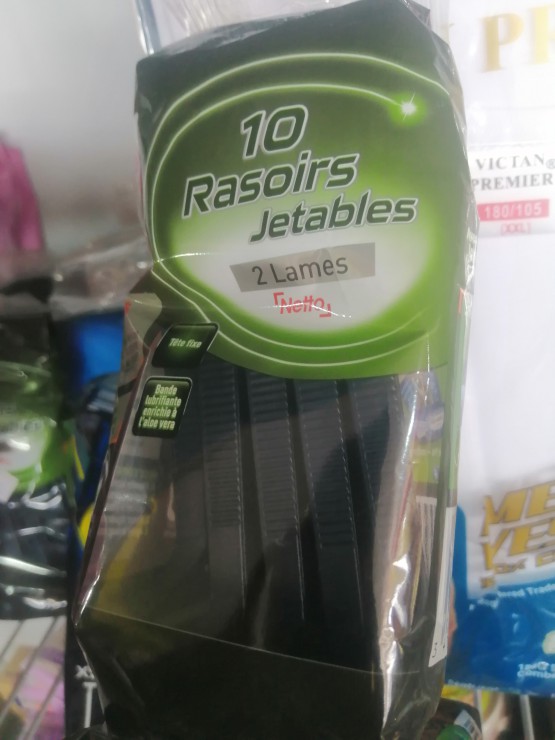 10
Rasoirs
Jetables
2 Lames
Netto
Tête fixe
Bande
lubrifiante
enrichie à
l'aloe vera
VICTAN®
PREMIER
180/105
(XXL)